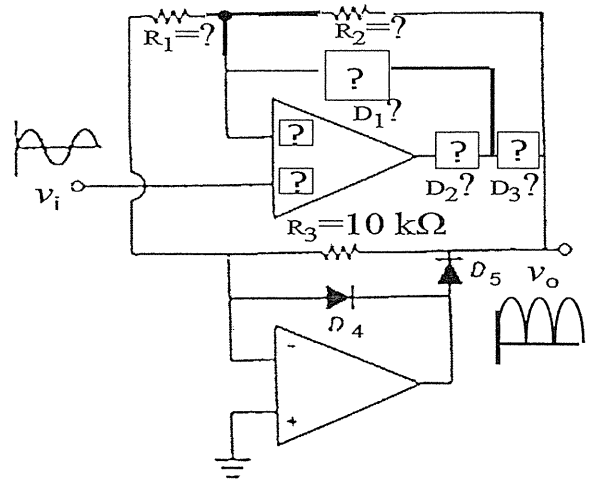 R1=?
R2=?
?
D1?
?
?
?
?
D2?
D3?
vi
R3=10 kΩ
D5
vo
D4
-
+